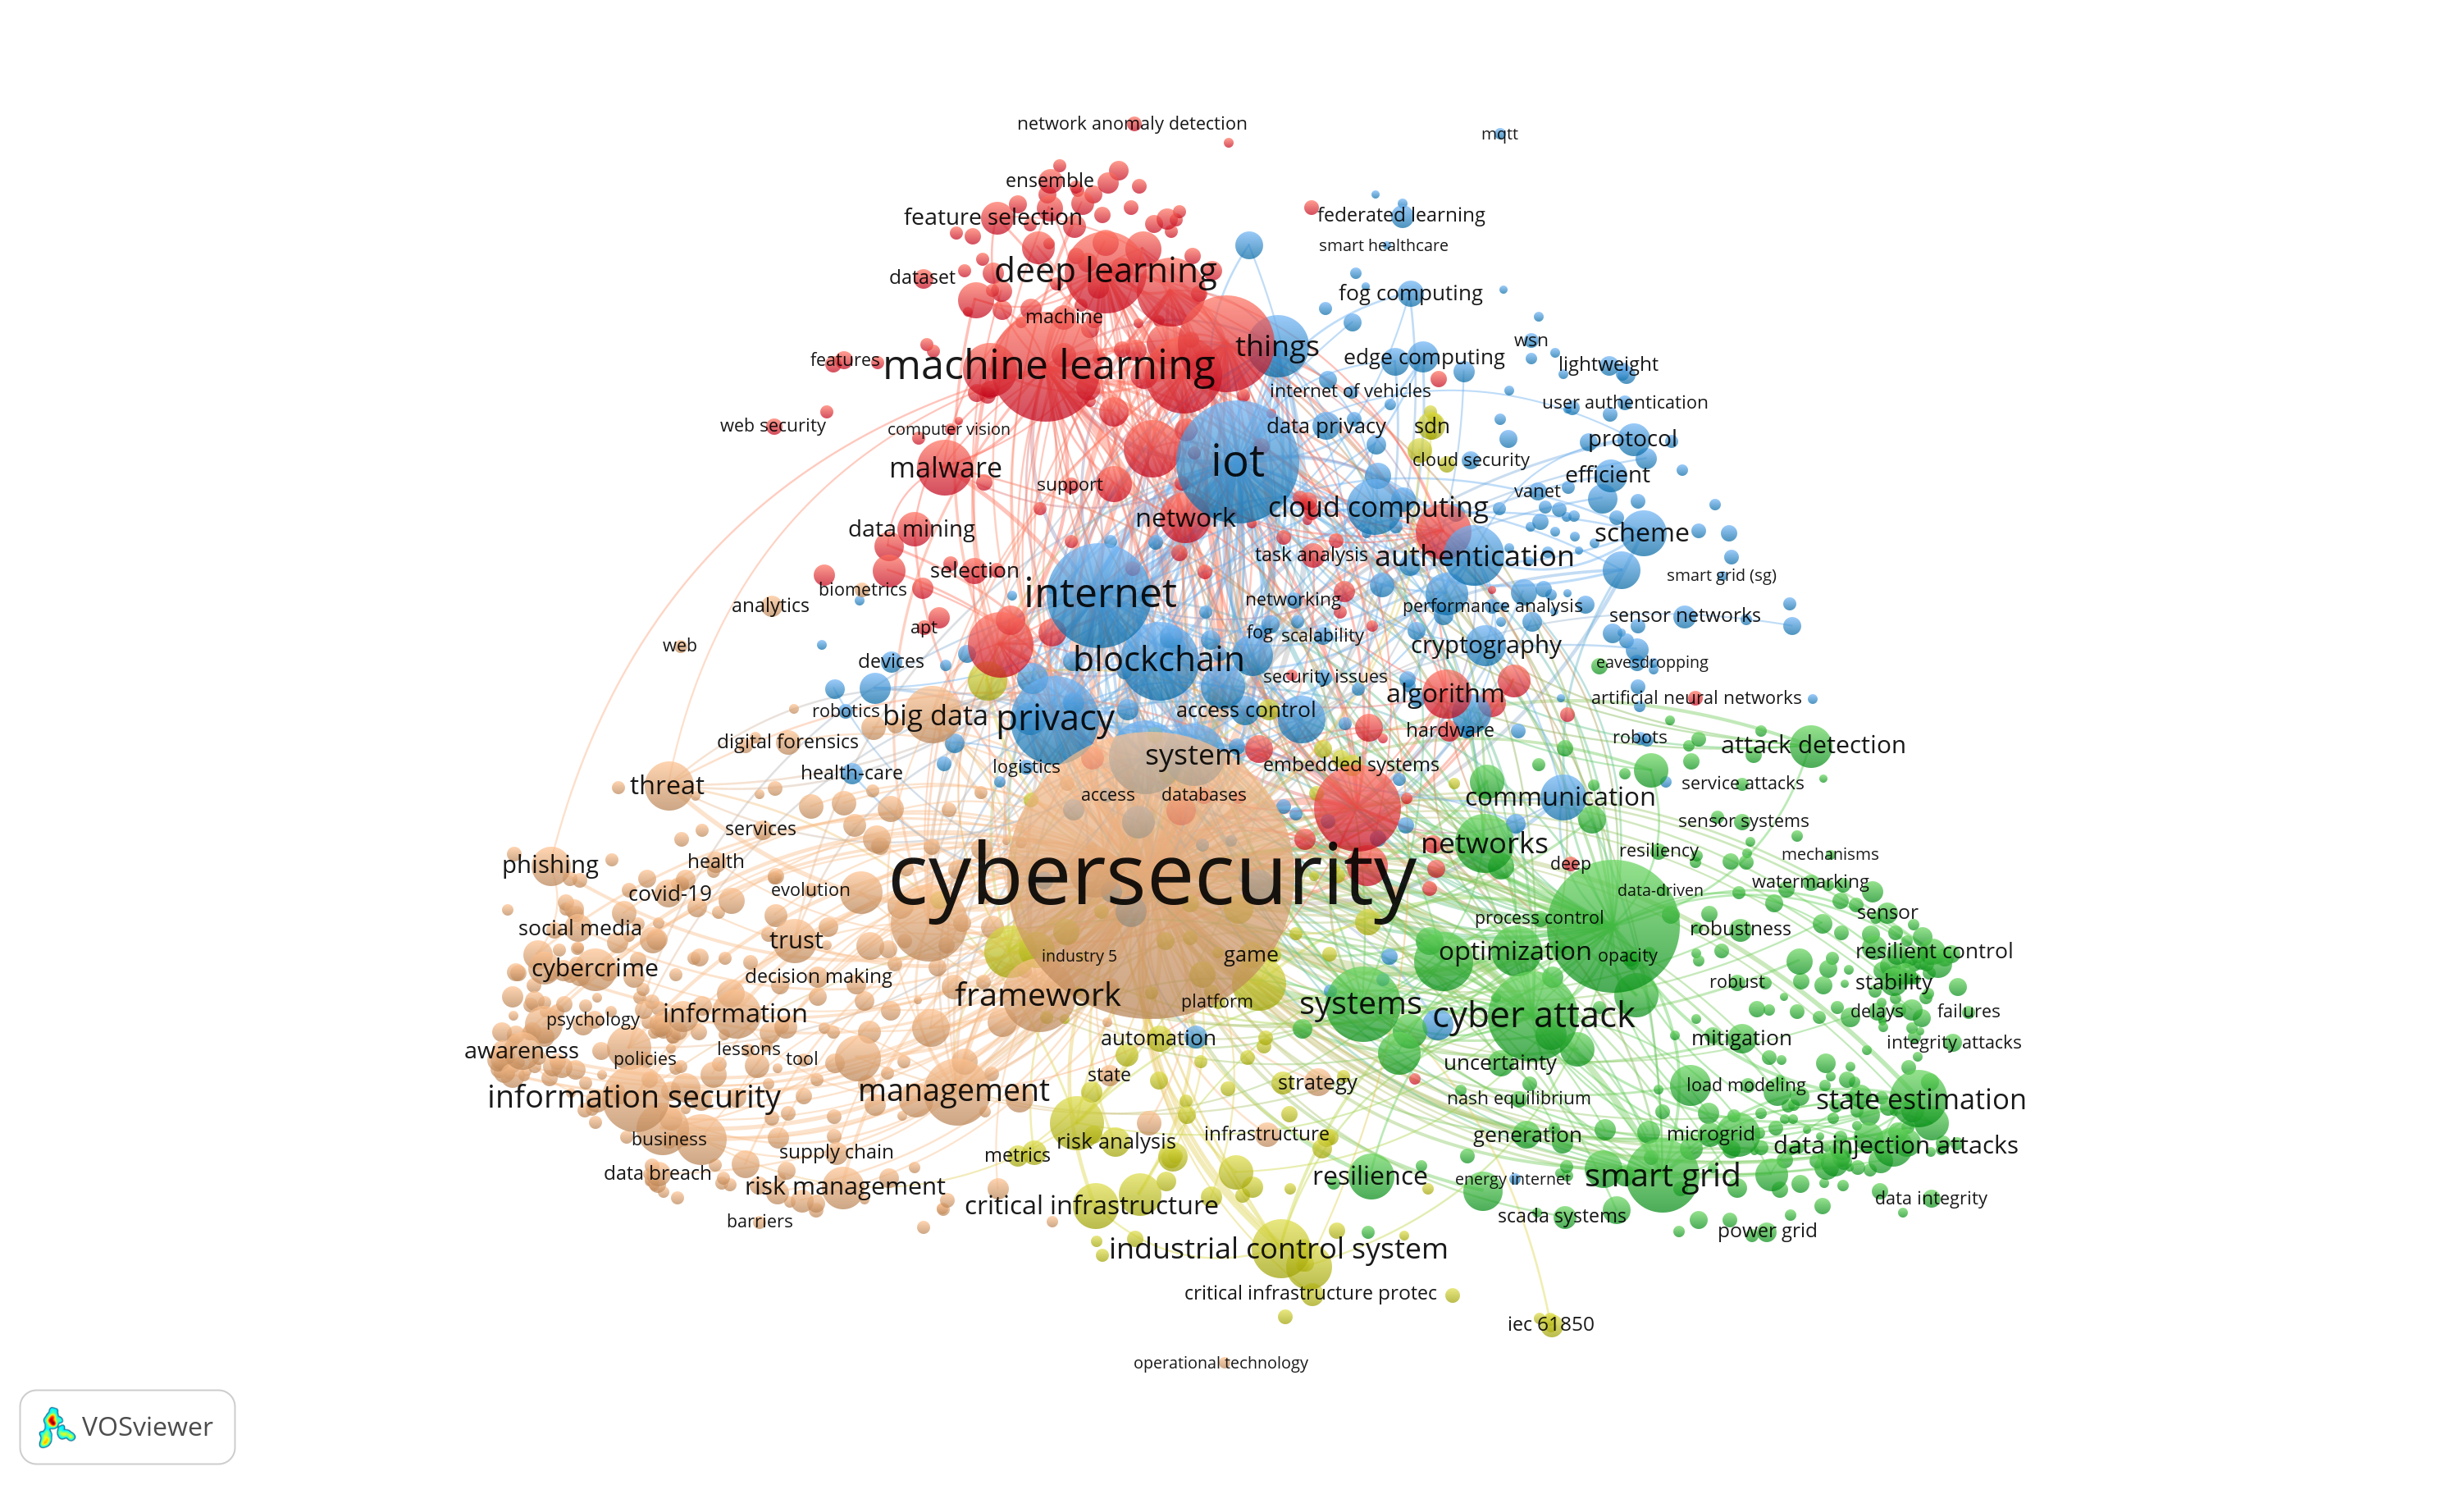 network anomaly detection
mqtt
ensemble
feature selection
federated learning
smart healthcare
deep learning
dataset
fog computing
machine
things
wsn
features
machine learning
edge computing
lightweight
internet of vehicles
user authentication
web security
computer vision
data privacy
sdn
protocol
malware
iot
cloud security
efficient
support
vanet
cloud computing
network
data mining
scheme
task analysis
authentication
selection
smart grid (sg)
biometrics
internet
analytics
networking
performance analysis
sensor networks
apt
fog
scalability
web
cryptography
devices
blockchain
eavesdropping
security issues
algorithm
artificial neural networks
robotics
big data
privacy
access control
hardware
robots
digital forensics
attack detection
system
logistics
embedded systems
health-care
threat
service attacks
access
databases
communication
services
sensor systems
networks
resiliency
mechanisms
phishing
health
deep
cybersecurity
covid-19
evolution
data-driven
watermarking
sensor
process control
social media
robustness
trust
optimization
resilient control
industry 5
game
opacity
cybercrime
decision making
robust
stability
framework
platform
systems
cyber attack
information
psychology
delays
failures
automation
mitigation
integrity attacks
awareness
policies
lessons
tool
uncertainty
state
strategy
load modeling
information security
management
nash equilibrium
state estimation
business
risk analysis
infrastructure
generation
microgrid
data injection attacks
supply chain
metrics
data breach
risk management
resilience
energy internet
smart grid
critical infrastructure
data integrity
barriers
scada systems
power grid
industrial control system
critical infrastructure protec
iec 61850
operational technology
VOSviewer